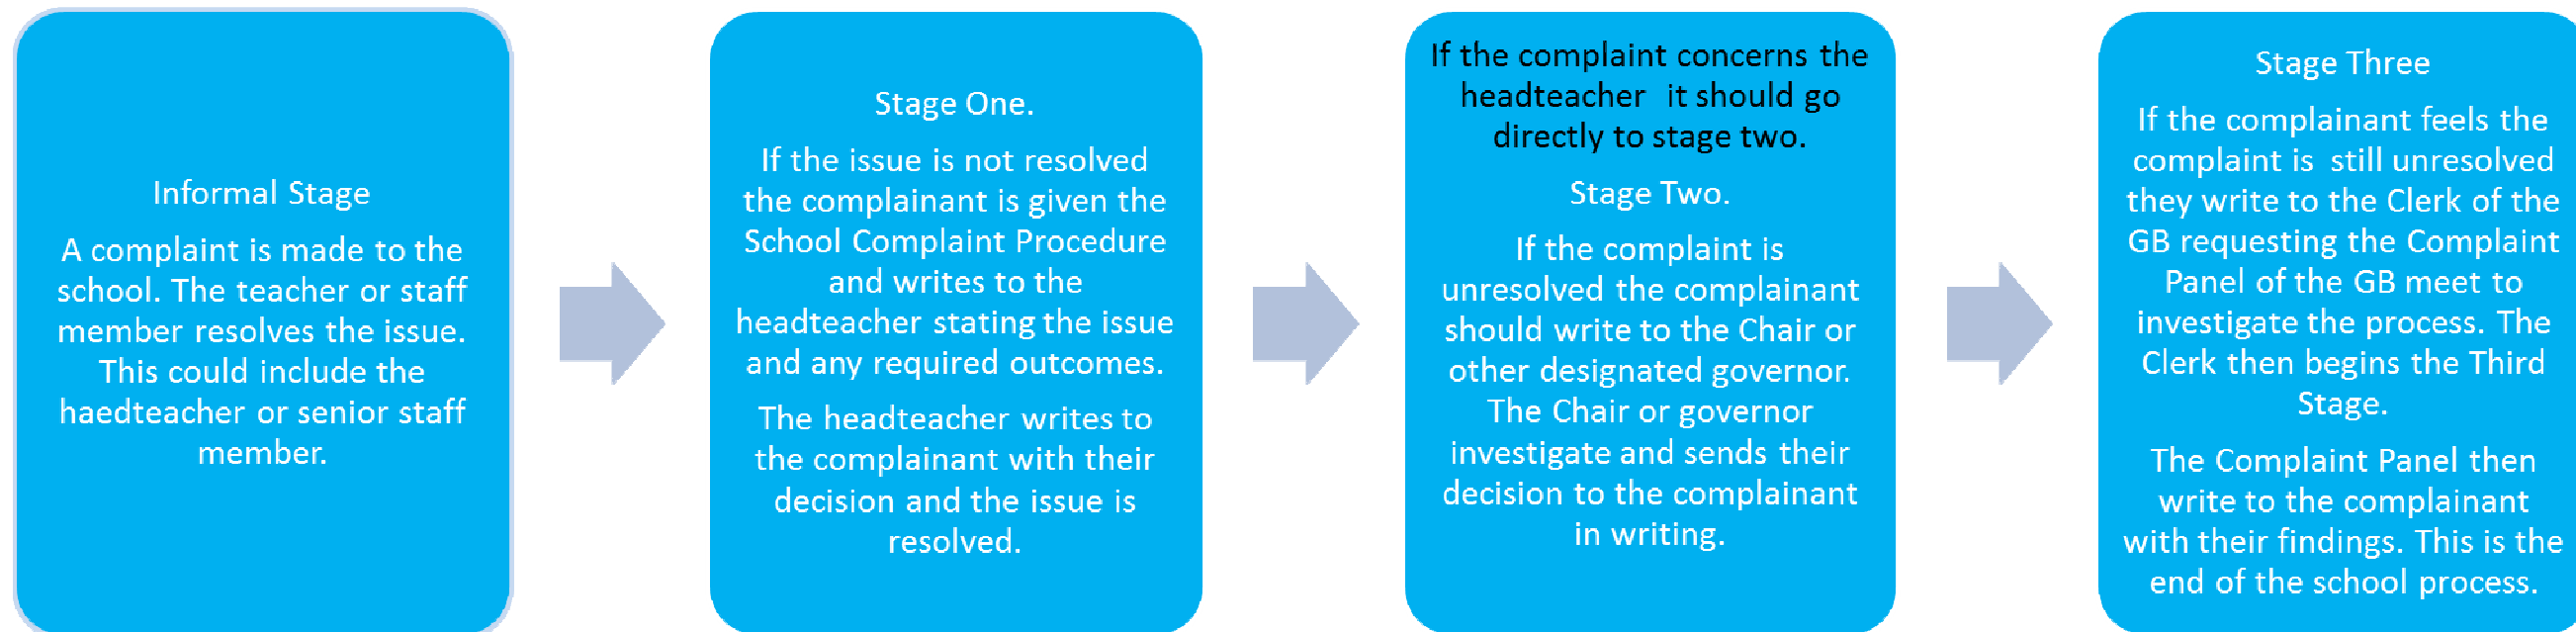 Informal Stage
A complaint is made to the
school. The teacher or staff
member resolves the issue.
This could include the
haedteacher or senior staff
member.
Stage One.
If the issue is not resolved
the complainant is given the
School Complaint Procedure
and writes to the
headteacher stating the issue
and any required outcomes.
The headteacher writes to
the complainant with their
decision and the issue is
resolved.
If the complaint concerns the
headteacher it should go
directly to stage two.
Stage Two.
If the complaint is
unresolved the complainant
should write to the Chair or
other designated governor.
The Chair or governor
investigate and sends their
decision to the complainant
in writing.
Stage Three
If the complainant feels the
complaint is still unresolved
they write to the Clerk of the
GB requesting the Complaint
Panel of the GB meet to
investigate the process. The
Clerk then begins the Third
Stage.
The Complaint Panel then
write to the complainant
with their findings. This is the
end of the school process.